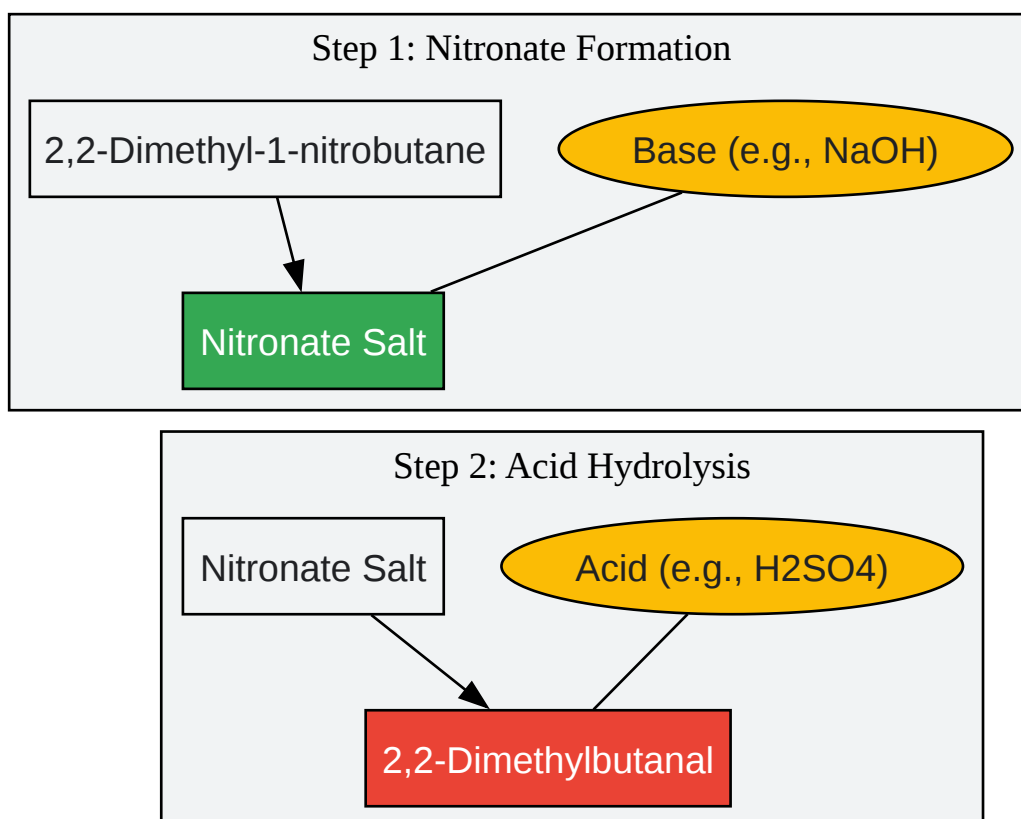 Step 1: Nitronate Formation
2,2-Dimethyl-1-nitrobutane
Base (e.g., NaOH)
Nitronate Salt
Step 2: Acid Hydrolysis
Nitronate Salt
Acid (e.g., H2SO4)
2,2-Dimethylbutanal